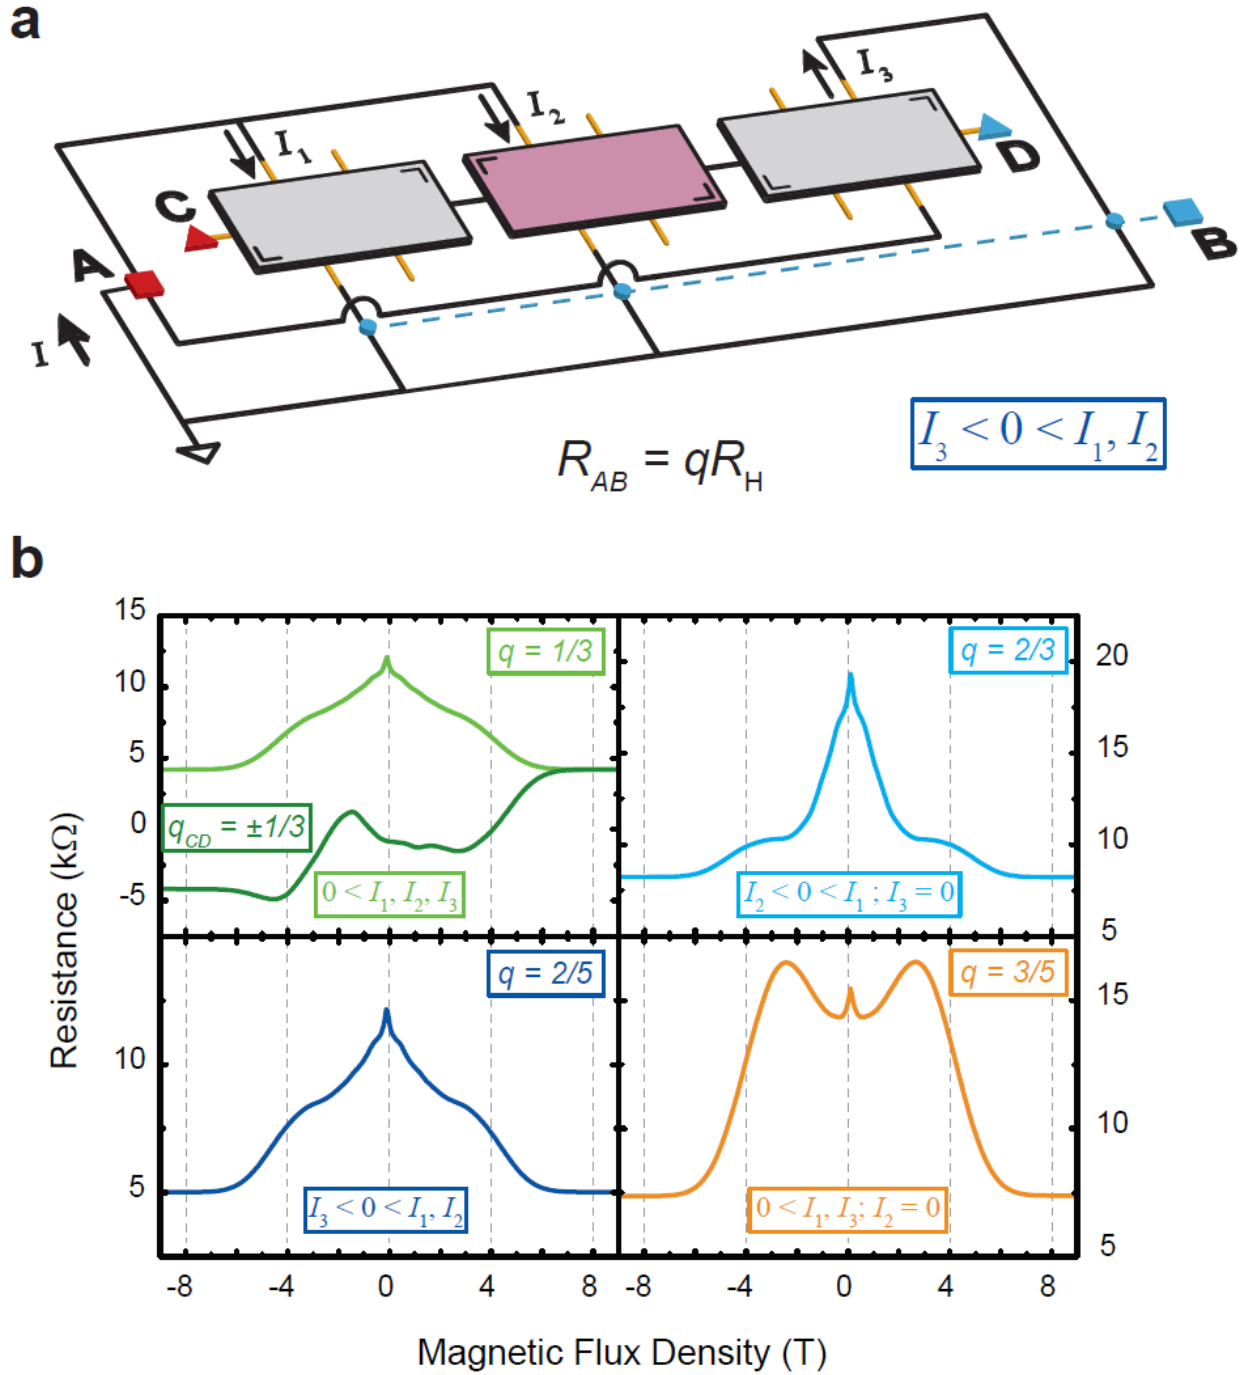 a
I₁
I₂
I₃
C
D
A
B
I
R_AB = qR_H
I₃ < 0 < I₁, I₂
b
15
10
5
0
-5
q = 1/3
q_CD = ±1/3
0 < I₁, I₂, I₃
q = 2/3
20
15
10
5
I₂ < 0 < I₁ ; I₃ = 0
Resistance (kΩ)
10
5
q = 2/5
I₃ < 0 < I₁, I₂
q = 3/5
15
10
5
0 < I₁, I₃; I₂ = 0
-8 -4 0 4 8 -8 -4 0 4 8
Magnetic Flux Density (T)